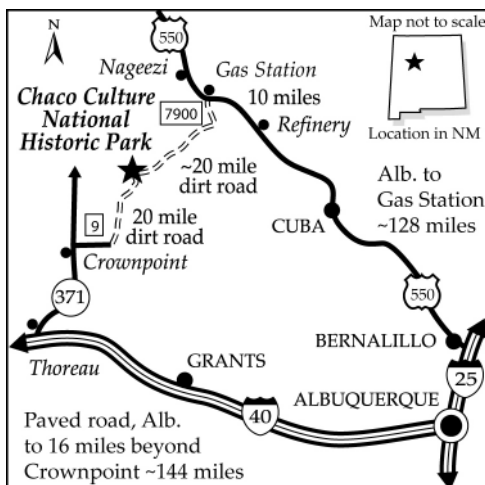 N
550
Map not to scale
Location in NM
Nageezi
Gas Station
Chaco Culture
National
Historic Park
7900
10 miles
Refinery
~20 mile
dirt road
Alb. to
Gas Station
~128 miles
9
20 mile
dirt road
CUBA
Crownpoint
371
550
BERNALILLO
Thoreau
GRANTS
25
ALBUQUERQUE
40
Paved road, Alb.
to 16 miles beyond
Crownpoint ~144 miles